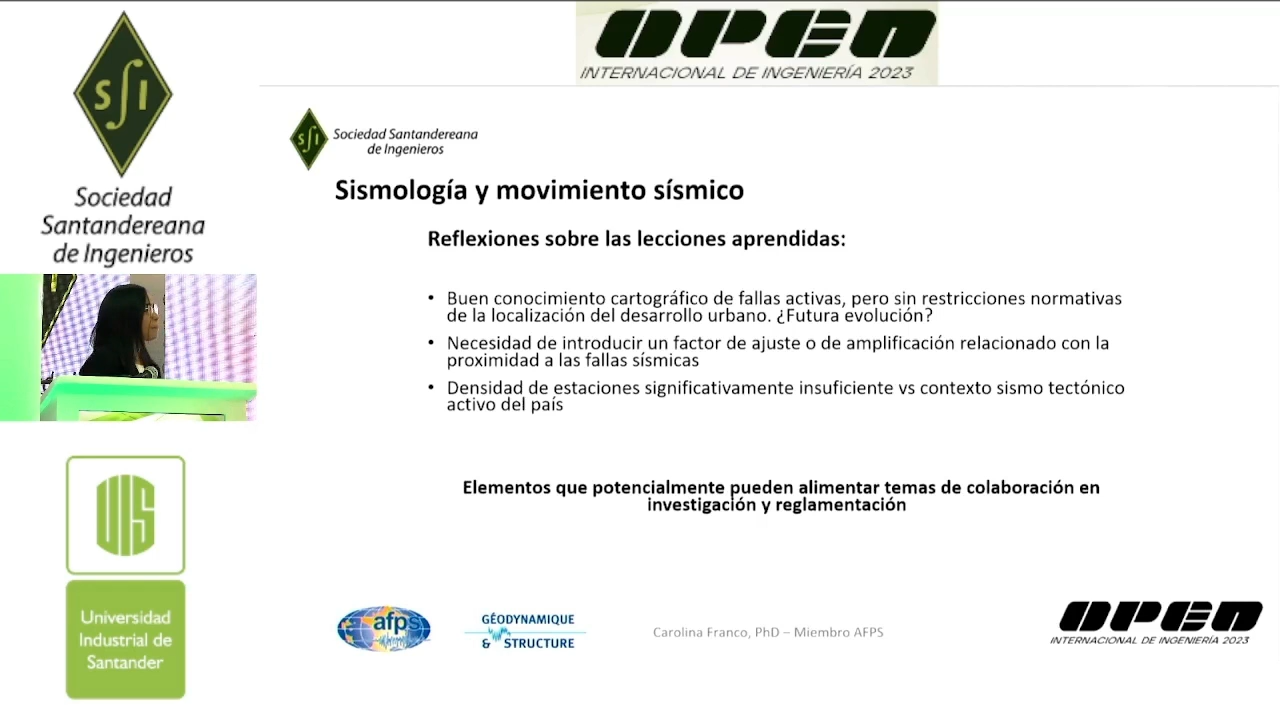 OPEN
INTERNACIONAL DE INGENIERÍA 2023
SSI
Sociedad
Santandereana
de Ingenieros
SSI
Sociedad Santandereana
de Ingenieros
Sismología y movimiento sísmico
Reflexiones sobre las lecciones aprendidas:
• Buen conocimiento cartográfico de fallas activas, pero sin restricciones normativas
de la localización del desarrollo urbano. ¿Futura evolución?
• Necesidad de introducir un factor de ajuste o de amplificación relacionado con la
proximidad a las fallas sísmicas
• Densidad de estaciones significativamente insuficiente vs contexto sismo tectónico
activo del país
Elementos que potencialmente pueden alimentar temas de colaboración en
investigación y reglamentación
UIS
Universidad
Industrial de
Santander
afps
GÉODYNAMIQUE
& STRUCTURE
Carolina Franco, PhD – Miembro AFPS
OPEN
INTERNACIONAL DE INGENIERÍA 2023